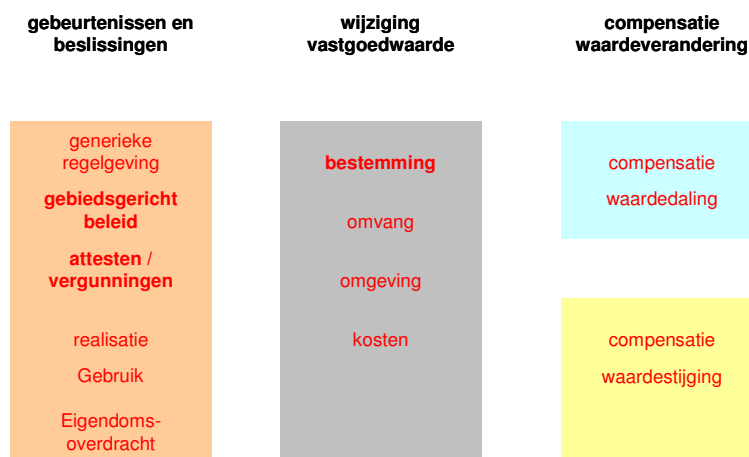 gebeurtenissen en
beslissingen
wijziging
vastgoedwaarde
compensatie
waardeverandering
generieke
regelgeving
gebiedsgericht
beleid
attesten /
vergunningen
realisatie
Gebruik
Eigendoms-
overdracht
bestemming
omvang
omgeving
kosten
compensatie
waardedaling
compensatie
waardestijging